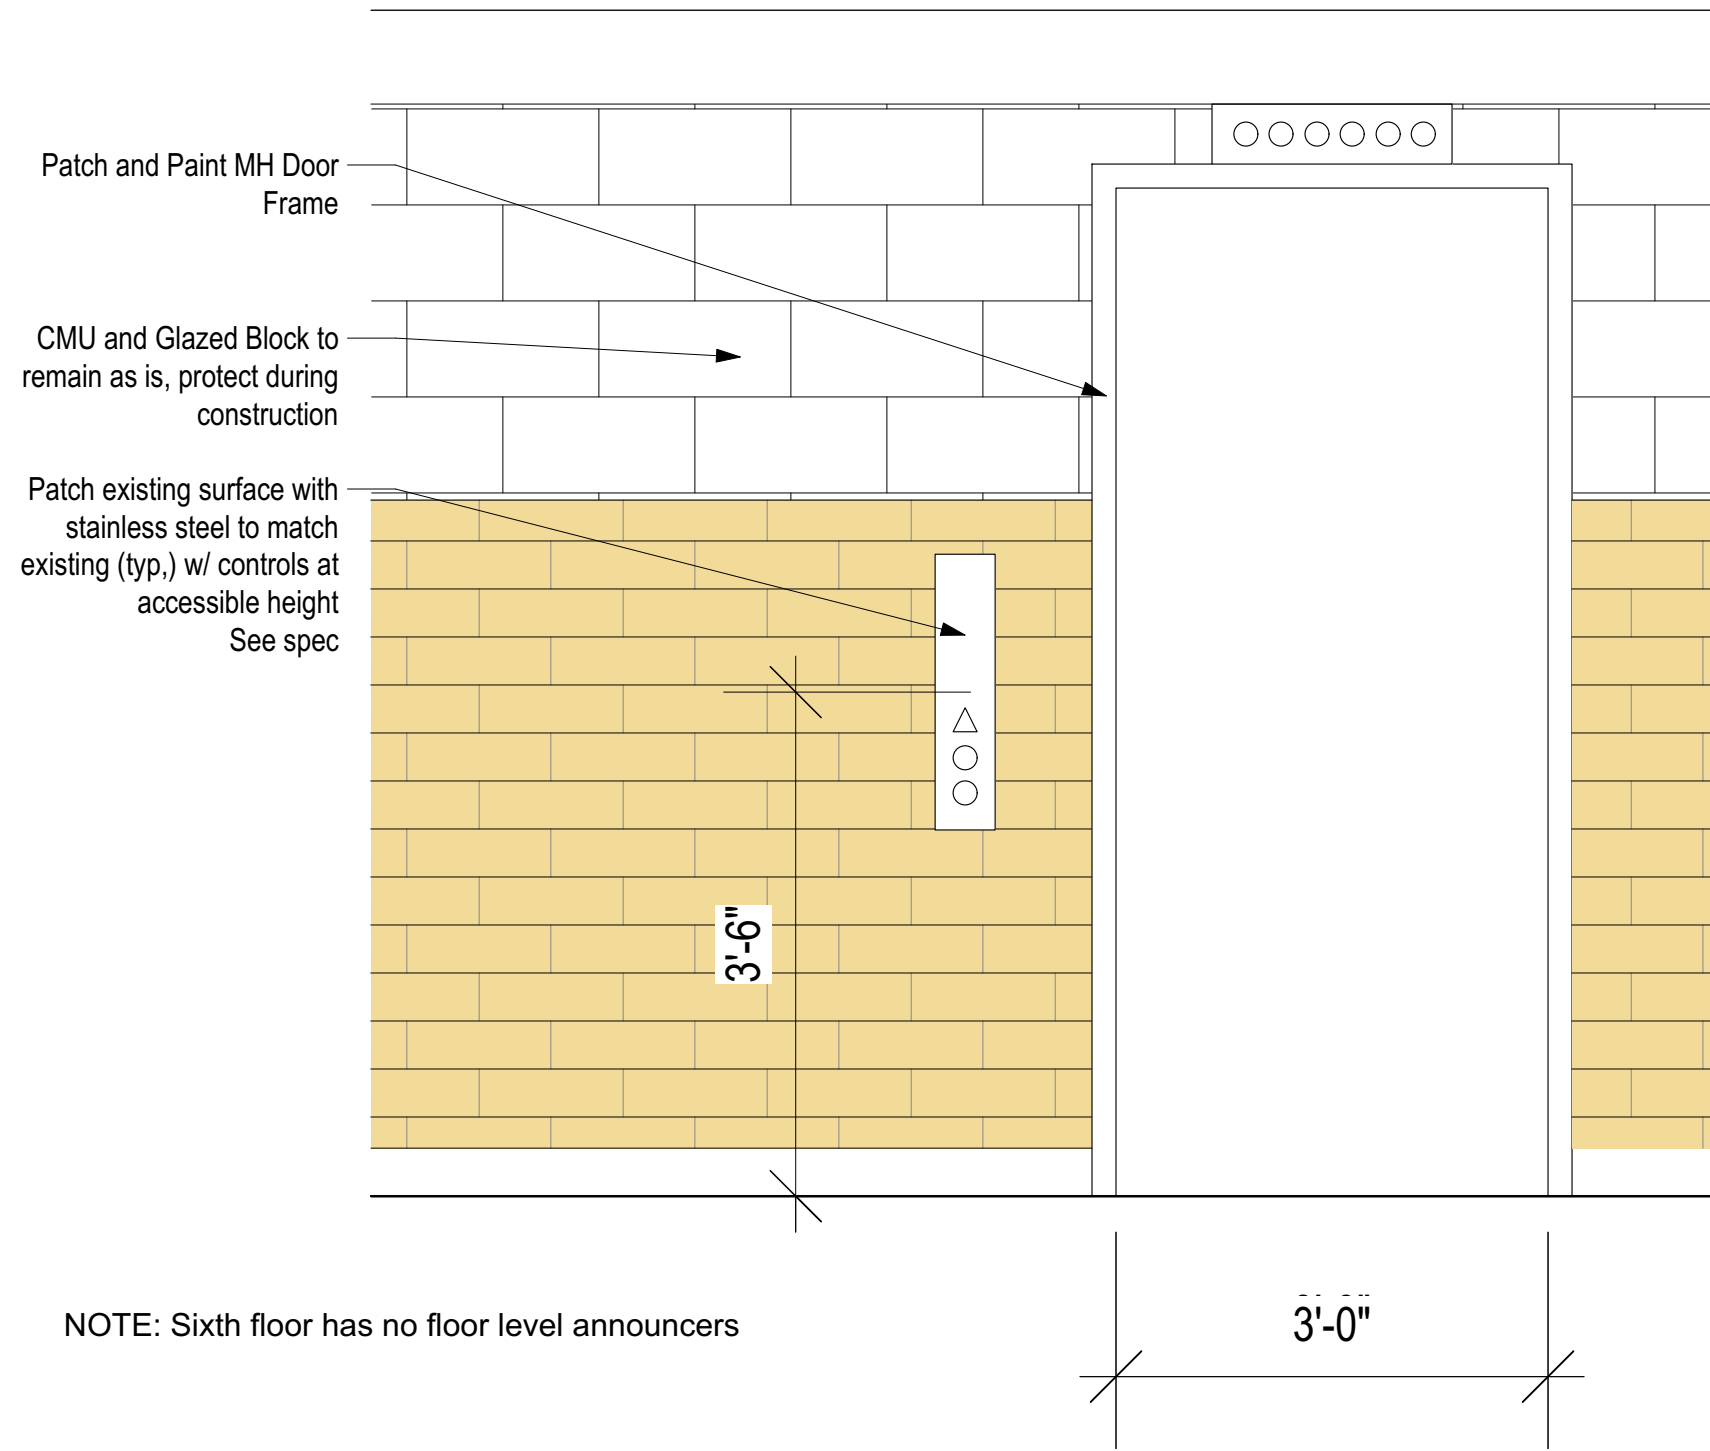 Patch and Paint MH Door
Frame
CMU and Glazed Block to
remain as is, protect during
construction
Patch existing surface with
stainless steel to match
existing (typ,) w/ controls at
accessible height
See spec
3'-6"
NOTE: Sixth floor has no floor level announcers
3'-0"